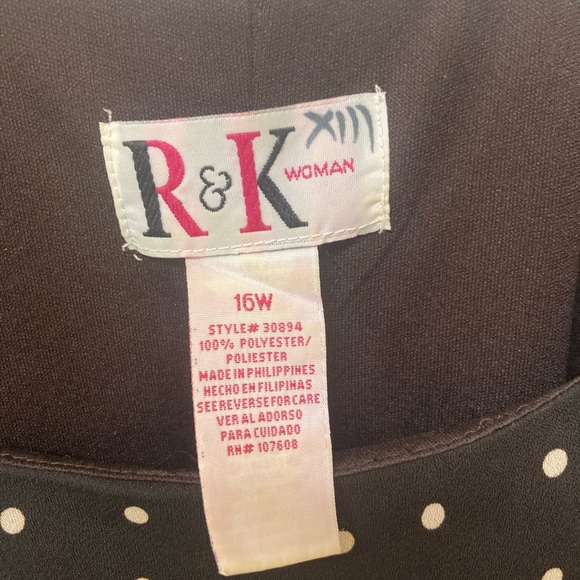 R&K XIII
WOMAN
16W
STYLE# 30894
100% POLYESTER/
POLIESTER
MADE IN PHILIPPINES
HECHO EN FILIPINAS
SEE REVERSE FOR CARE
VER AL ADORSO
PARA CUIDADO
RN# 107608